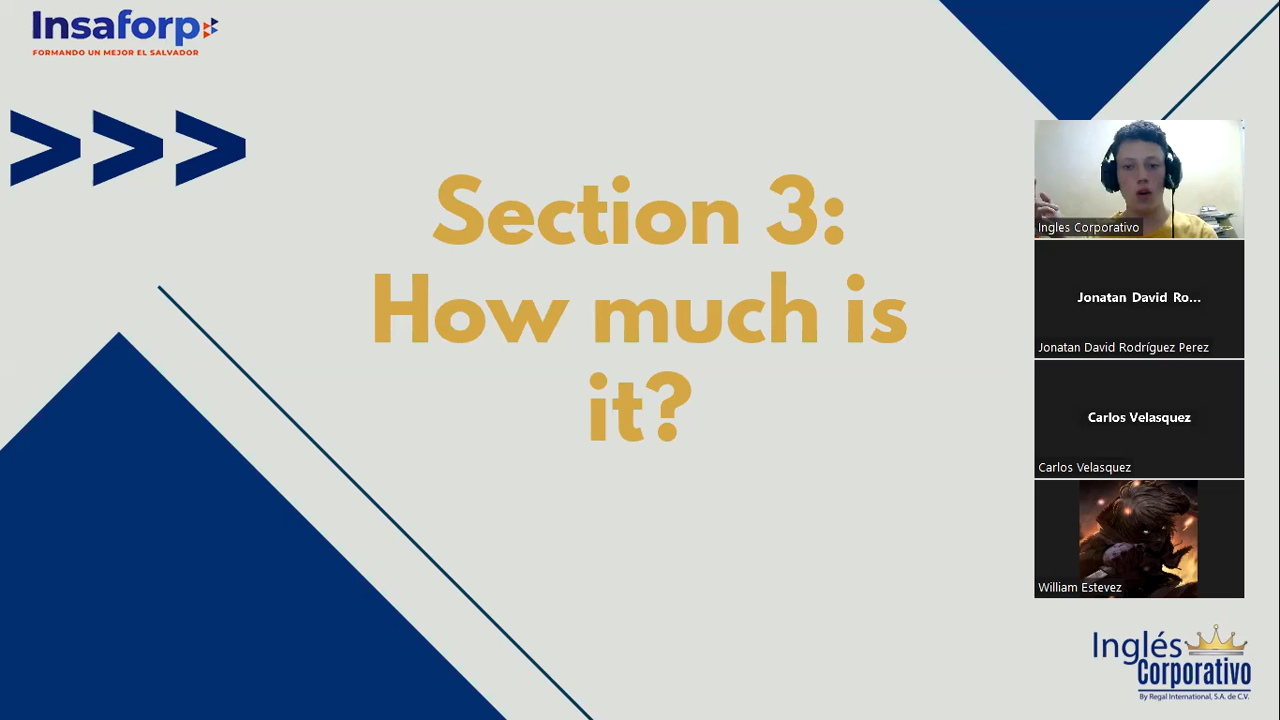 Insaforp
FORMANDO UN MEJOR EL SALVADOR
>>>
Section 3:
How much is
it?
Ingles Corporativo
Jonatan David Ro...
Jonatan David Rodríguez Perez
Carlos Velasquez
Carlos Velasquez
William Estevez
Inglés
Corporativo
By Regal International, S.A. de C.V.